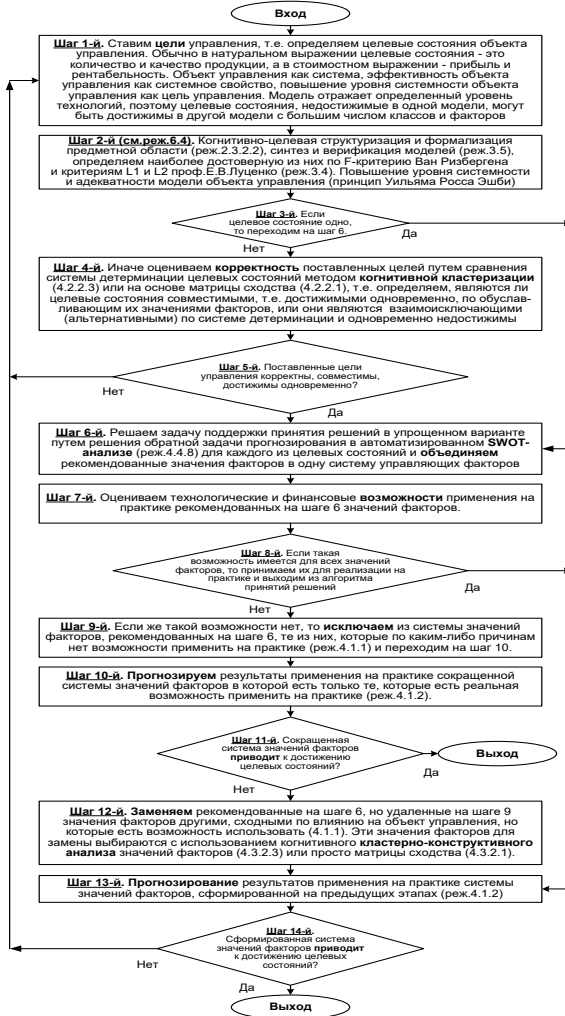 Вход
Шаг 1-й. Ставим цели управления, т.е. определяем целевые состояния объекта
управления. Обычно в натуральном выражении целевые состояния - это
количество и качество продукции, а в стоимостном выражении - прибыль и
рентабельность. Объект управления как система, эффективность объекта
управления как системное свойство, повышение уровня системности объекта
управления как цель управления. Модель отражает определенный уровень
технологий, поэтому целевые состояния, недостижимые в одной модели, могут
быть достижимы в другой модели с большим числом классов и факторов
Шаг 2-й (см.реж.6.4) Когнитивно-целевая структуризация и формализация
предметной области (реж.2.3.2.2), синтез и верификация моделей (реж.3.5),
определяем наиболее достоверную из них по F-критерию Ван Ризбергена
и критериям L1 и L2 проф.Е.В.Луценко (реж.3.4). Повышение уровня системности
и адекватности модели объекта управления (принцип Уильяма Росса Эшби)
Шаг 3-й. Если
целевое состояние одно,
то переходим на шаг 6.
Да
Нет
Шаг 4-й. Иначе оцениваем корректность поставленных целей путем сравнения
системы детерминации целевых состояний методом когнитивной кластеризации
(4.2.2.3) или на основе матрицы сходства (4.2.2.1), т.е. определяем, являются ли
целевые состояния совместимыми, т.е. достижимыми одновременно, по обуслав-
ливающим их значениями факторов, или они являются взаимоисключающими
(альтернативными) по системе детерминации и одновременно недостижимы
Шаг 5-й. Поставленные цели
управления корректны, совместимы,
достижимы одновременно?
Нет
Да
Шаг 6-й. Решаем задачу поддержки принятия решений в упрощенном варианте
путем решения обратной задачи прогнозирования в автоматизированном SWOT-
анализе (реж.4.4.8) для каждого из целевых состояний и объединяем
рекомендованные значения факторов в одну систему управляющих факторов
Шаг 7-й. Оцениваем технологические и финансовые возможности применения на
практике рекомендованных на шаге 6 значений факторов.
Шаг 8-й. Если такая
возможность имеется для всех значений
факторов, то принимаем их для реализации на
практике и выходим из алгоритма
принятий решений
Да
Нет
Шаг 9-й. Если же такой возможности нет, то исключаем из системы значений
факторов, рекомендованных на шаге 6, те из них, которые по каким-либо причинам
нет возможности применить на практике (реж.4.1.1) и переходим на шаг 10.
Шаг 10-й. Прогнозируем результаты применения на практике сокращенной
системы значений факторов в которой есть только те, которые есть реальная
возможность применить на практике (реж.4.1.2).
Шаг 11-й. Сокращенная
система значений факторов
приводит к достижению
целевых состояний?
Выход
Да
Нет
Шаг 12-й. Заменяем рекомендованные на шаге 6, но удаленные на шаге 9
значения факторов другими, сходными по влиянию на объект управления, но
которые есть возможность использовать (4.1.1). Эти значения факторов для
замены выбираются с использованием когнитивного кластерно-конструктивного
анализа значений факторов (4.3.2.3) или просто матрицы сходства (4.3.2.1).
Шаг 13-й. Прогнозирование результатов применения на практике системы
значений факторов, сформированной на предыдущих этапах (реж.4.1.2)
Шаг 14-й.
Сформированная система
значений факторов приводит
к достижению целевых
состояний?
Нет
Да
Выход